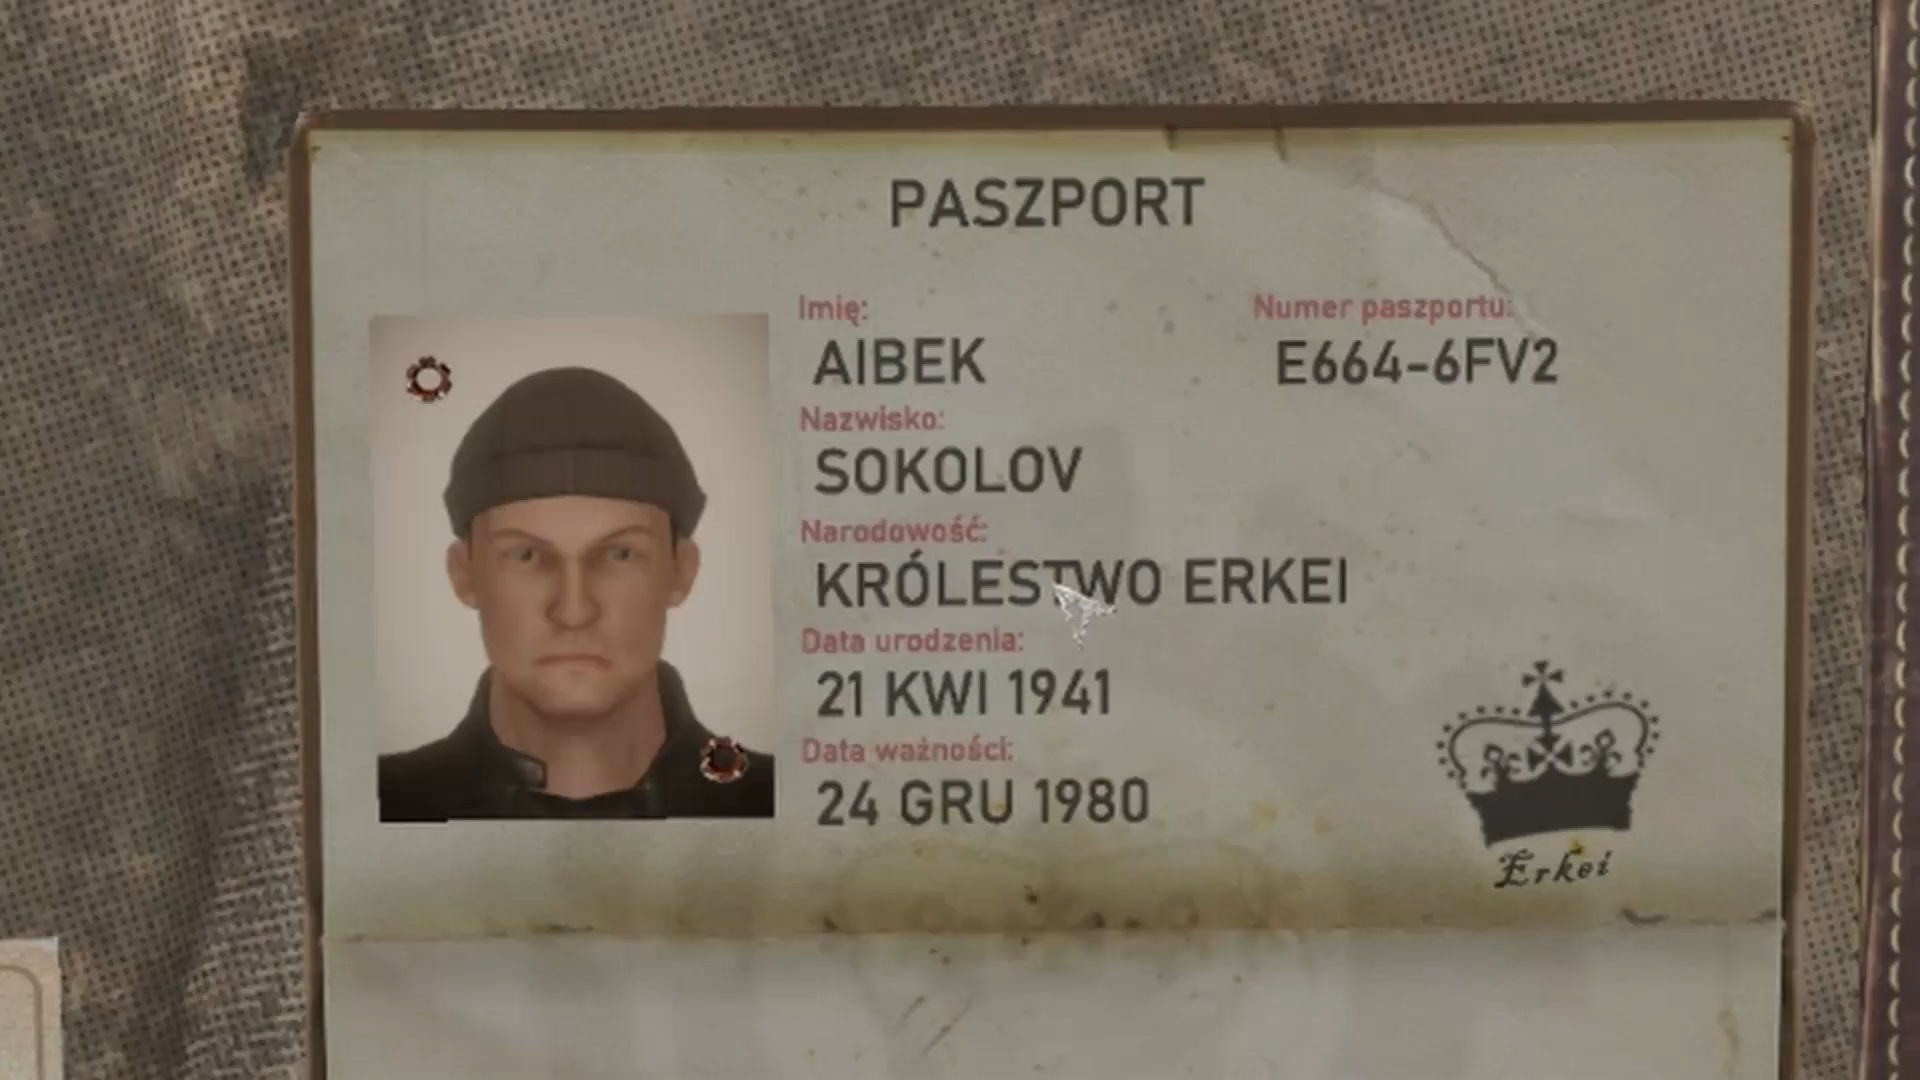 PASZPORT
Imię:
AIBEK
Numer paszportu:
E664-6FV2
Nazwisko:
SOKOLOV
Narodowość:
KRÓLESTWO ERKEI
Data urodzenia:
21 KWI 1941
Data ważności:
24 GRU 1980
Erkei